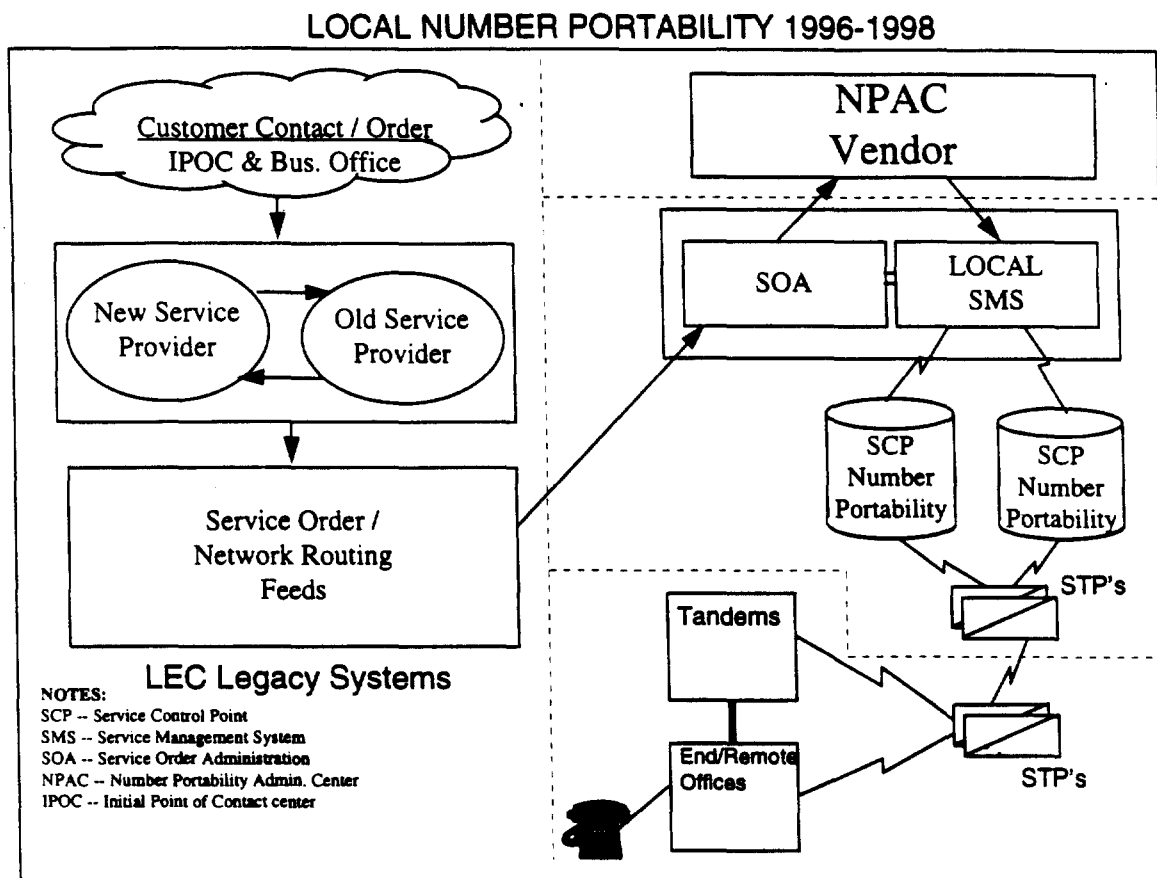 LOCAL NUMBER PORTABILITY 1996-1998
Customer Contact / Order
IPOC & Bus. Office
New Service
Provider
Old Service
Provider
Service Order /
Network Routing
Feeds
LEC Legacy Systems
NOTES:
SCP -- Service Control Point
SMS -- Service Management System
SOA -- Service Order Administration
NPAC -- Number Portability Admin. Center
IPOC -- Initial Point of Contact center
NPAC
Vendor
SOA
LOCAL
SMS
SCP
Number
Portability
SCP
Number
Portability
STP's
Tandems
End/Remote
Offices
STP's